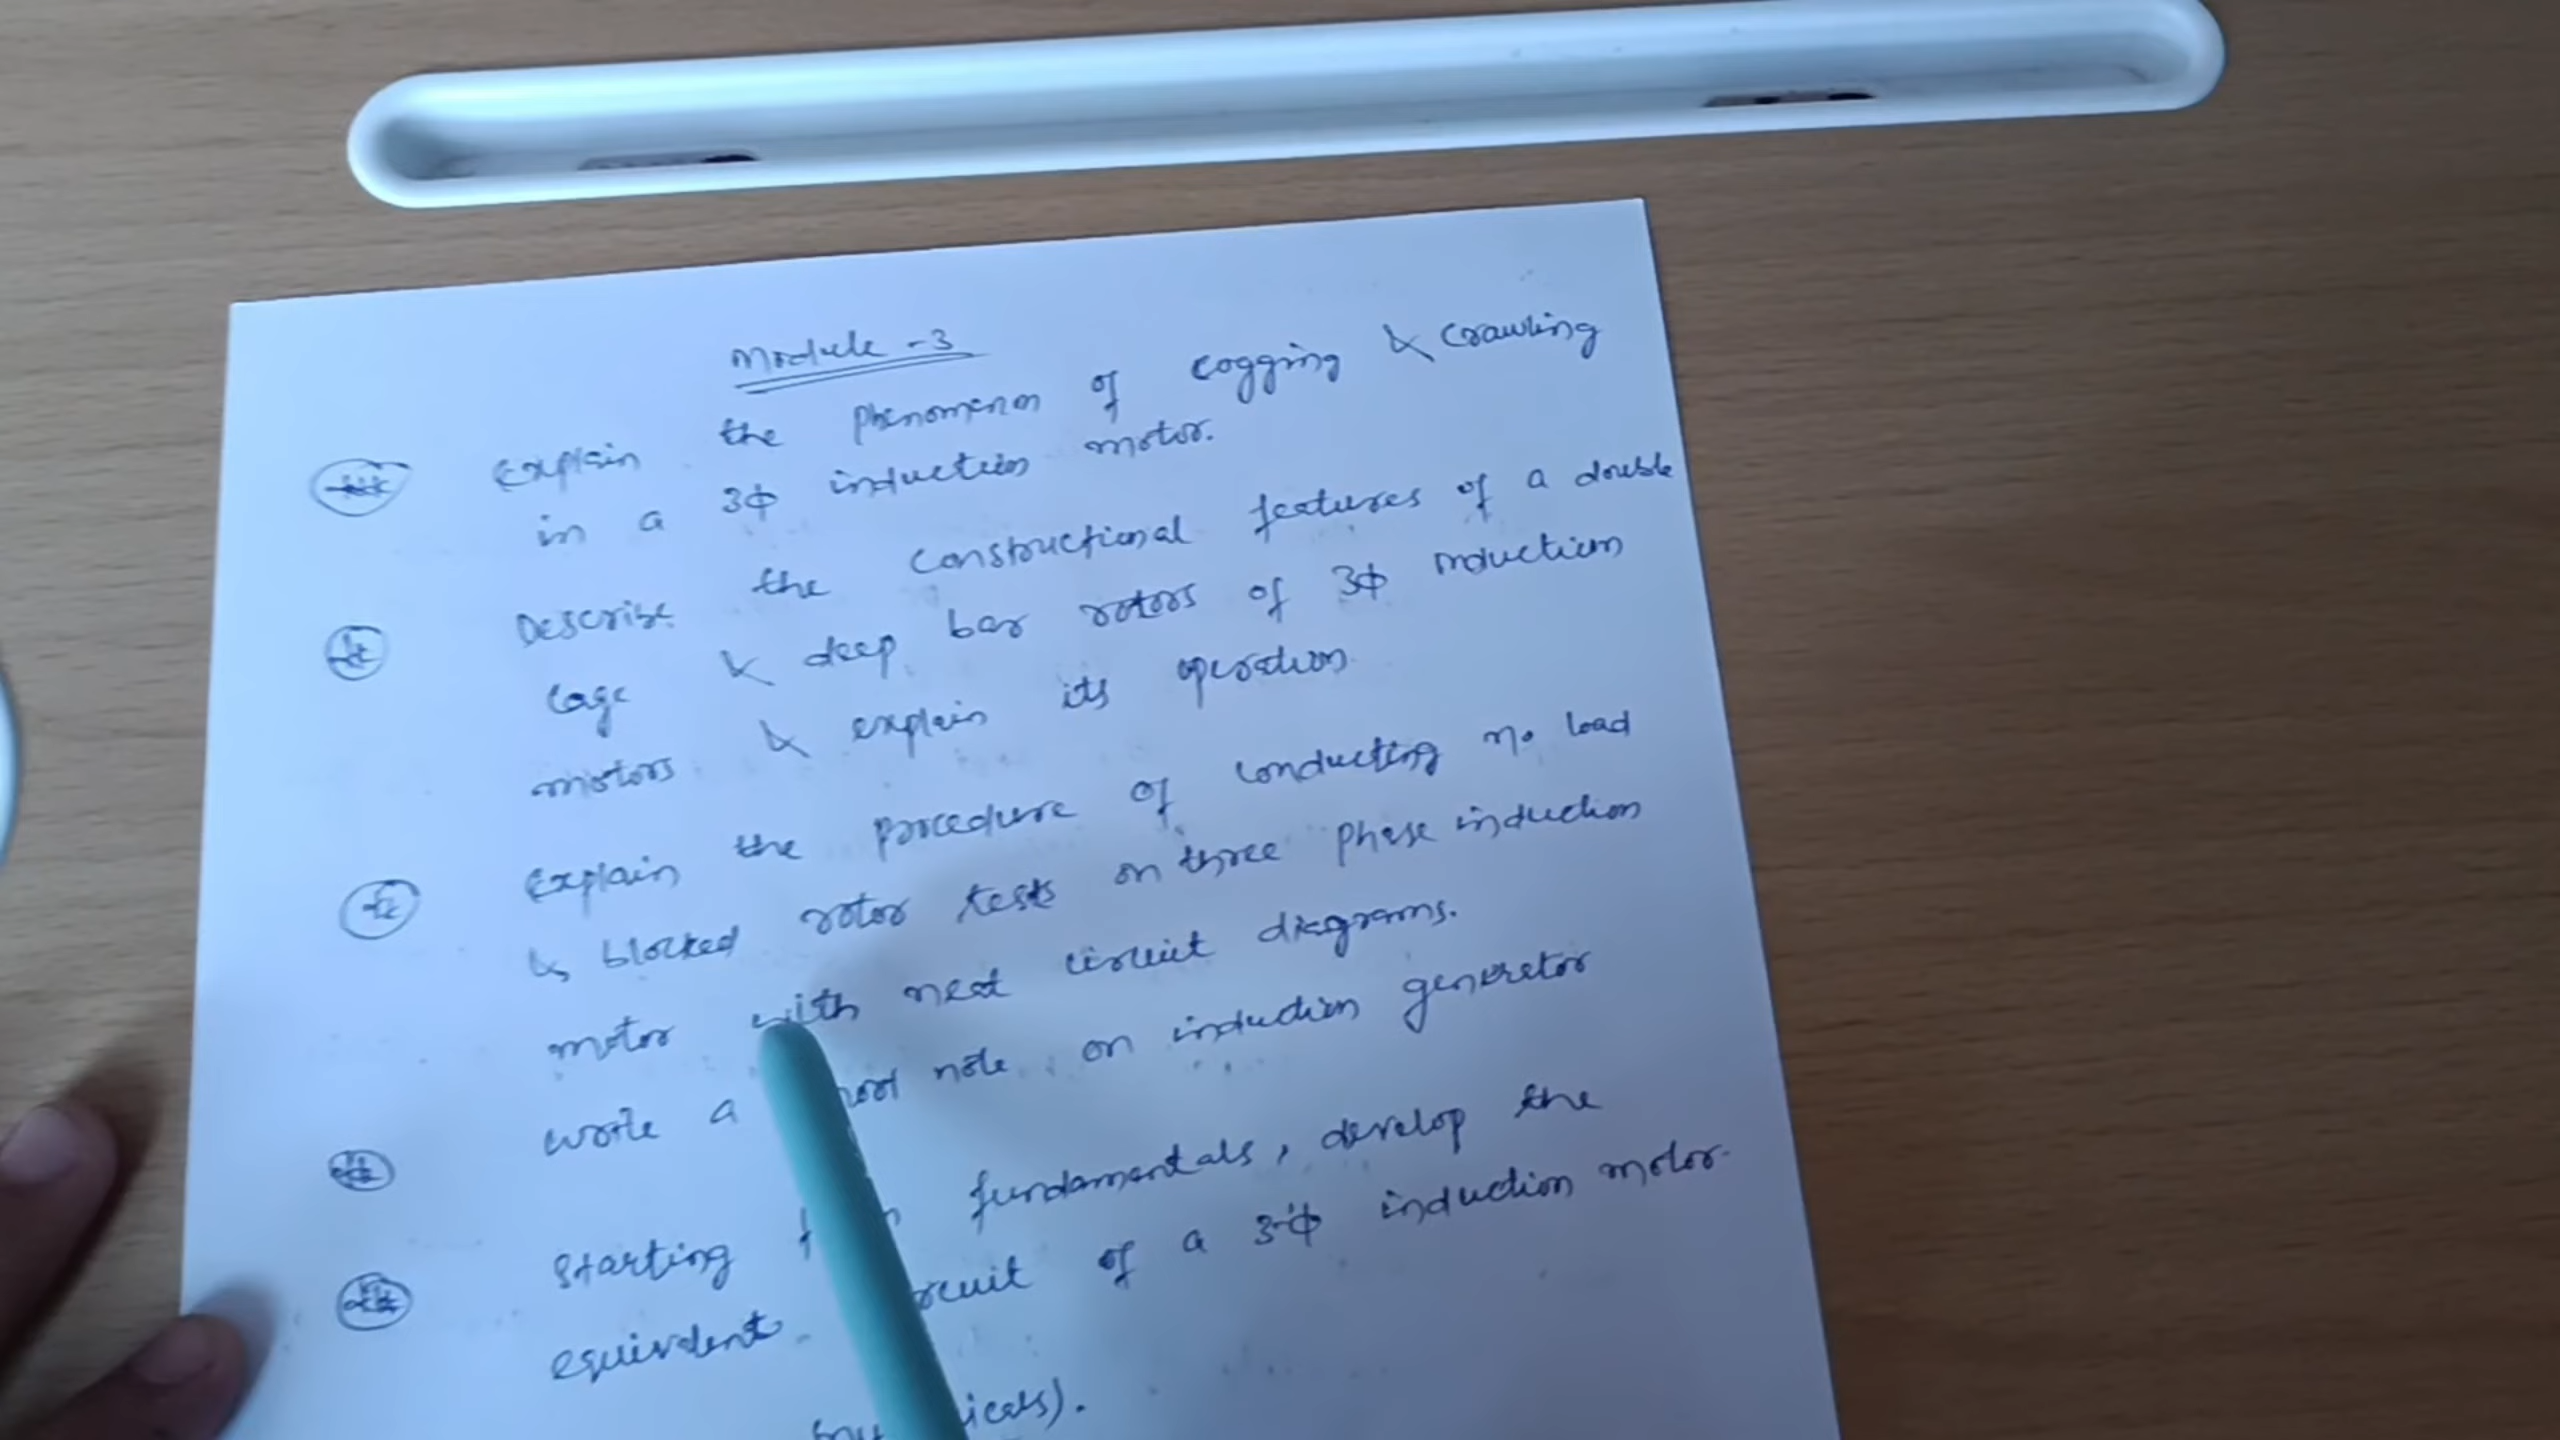 Module - 3
Explain the phenomenon of cogging & crawling
in a 3ϕ induction motor.
Describe the constructional features of a double
cage & deep bar rotors of 3ϕ induction
motors & explain its operation
Explain the procedure of conducting no load
& blocked rotor tests on three phase induction
motor with neat circuit diagrams.
write a note on induction generator
Starting fundamentals, develop the
equivalent of a 3-ϕ induction motor.